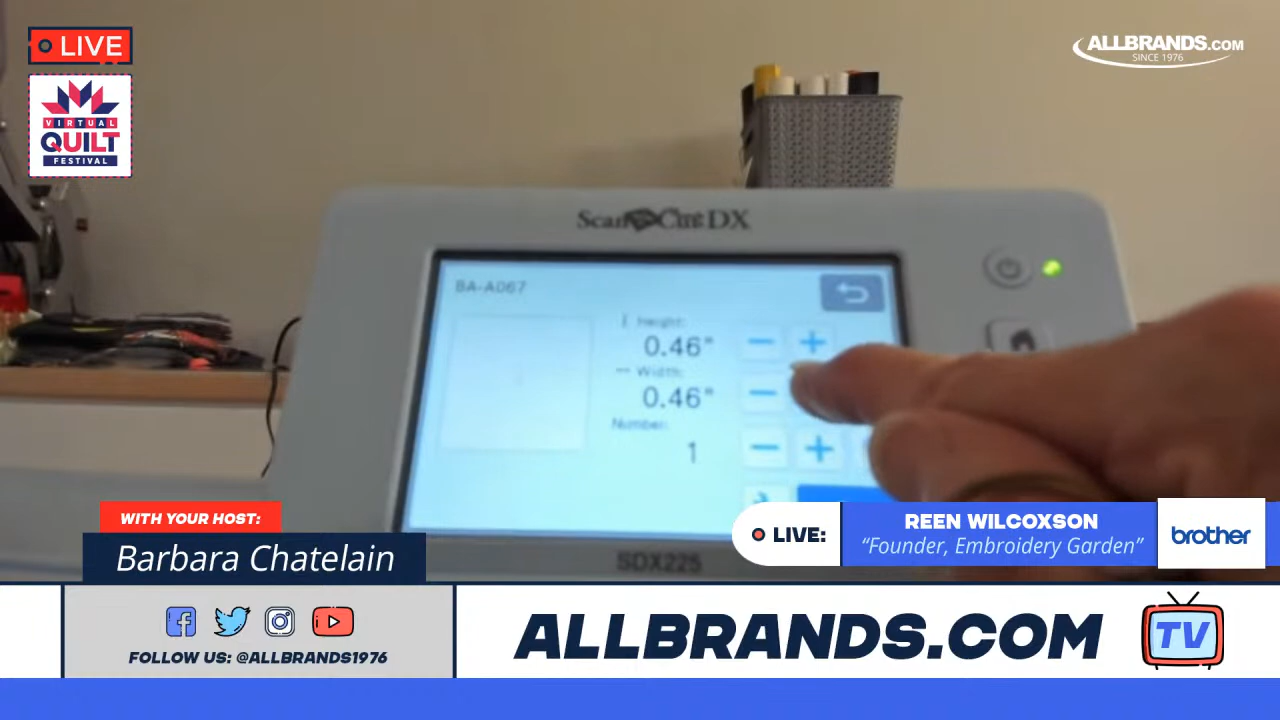 LIVE
VIRTUAL
QUILT
FESTIVAL
ALLBRANDS.COM
SINCE 1976
ScanNCut DX
BA-A067
Height:
0.46"
Width:
0.46"
Number:
1
SDX225
WITH YOUR HOST:
Barbara Chatelain
LIVE:
REEN WILCOXSON
“Founder, Embroidery Garden”
brother
FOLLOW US: @ALLBRANDS1976
ALLBRANDS.COM
TV